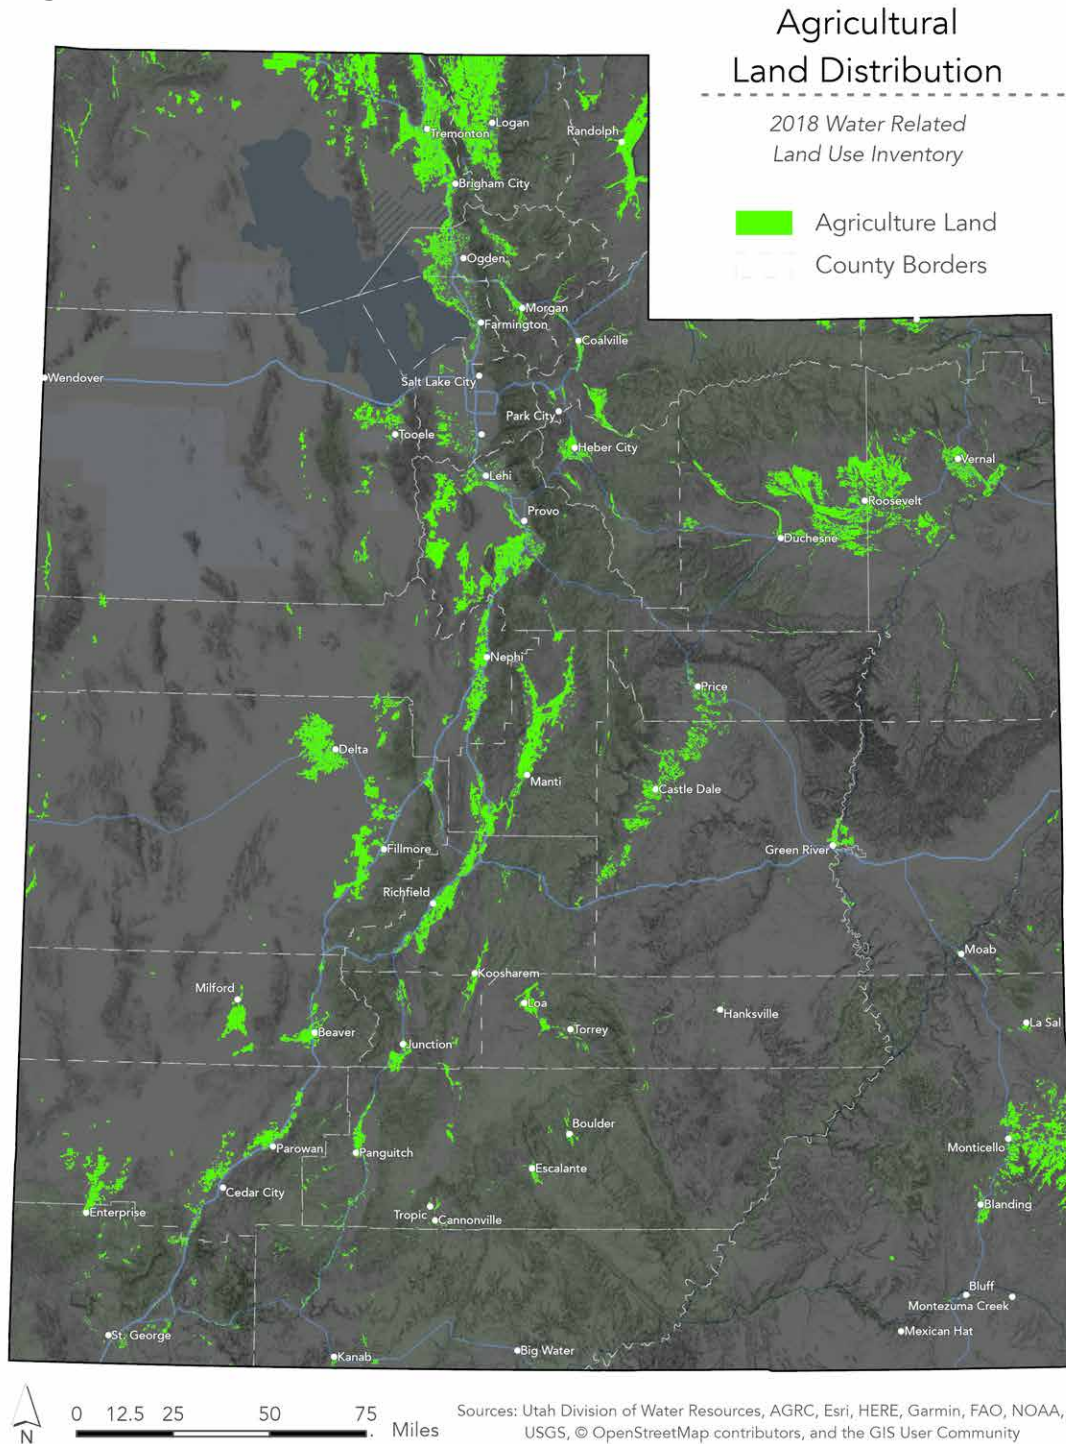 Agricultural
Land Distribution
2018 Water Related
Land Use Inventory
Agriculture Land
County Borders
Logan
Tremonton
Randolph
Brigham City
Ogden
Morgan
Farmington
Coalville
Wendover
Salt Lake City
Park City
Tooele
Heber City
Vernal
Lehi
Roosevelt
Provo
Duchesne
Nephi
Price
Delta
Manti
Castle Dale
Fillmore
Green River
Richfield
Moab
Koosharem
Milford
Loa
Hanksville
La Sal
Torrey
Beaver
Junction
Boulder
Monticello
Parowan
Panguitch
Escalante
Cedar City
Blanding
Enterprise
Tropic
Cannonville
Bluff
Montezuma Creek
St. George
Mexican Hat
Big Water
Kanab
N
0 12.5 25 50 75 Miles
Sources: Utah Division of Water Resources, AGRC, Esri, HERE, Garmin, FAO, NOAA,
USGS, © OpenStreetMap contributors, and the GIS User Community